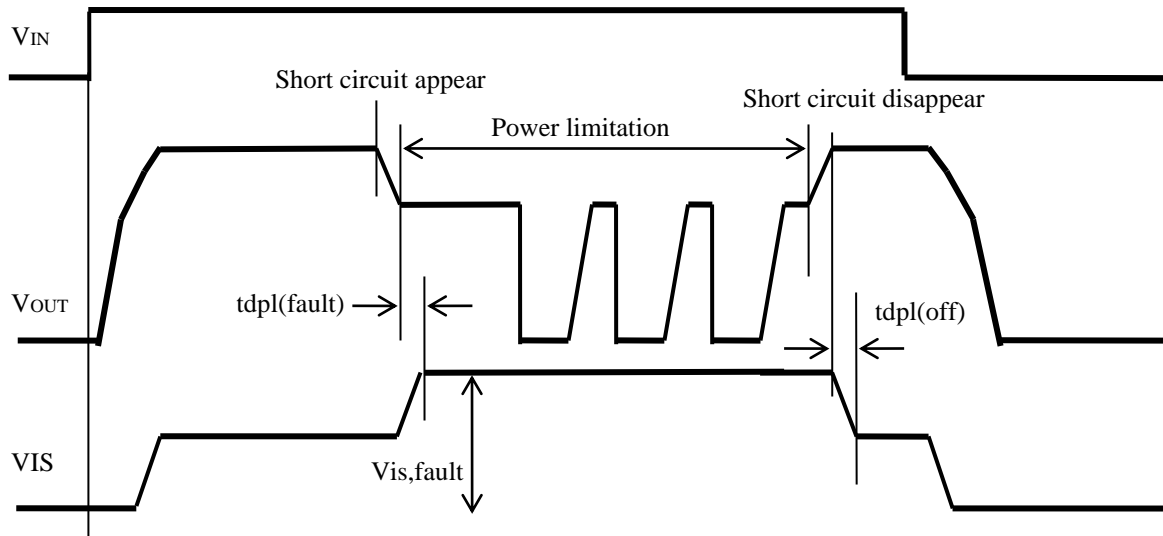 VIN
Short circuit appear
Short circuit disappear
Power limitation
VOUT
tdpl(fault)
tdpl(off)
VIS
Vis,fault